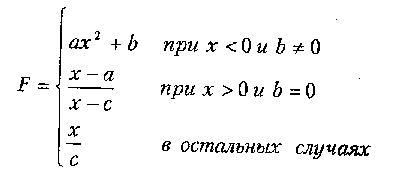 F = { ax² + b при x < 0 и b ≠ 0
(x − a) / (x − c) при x > 0 и b = 0
x / c в остальных случаях